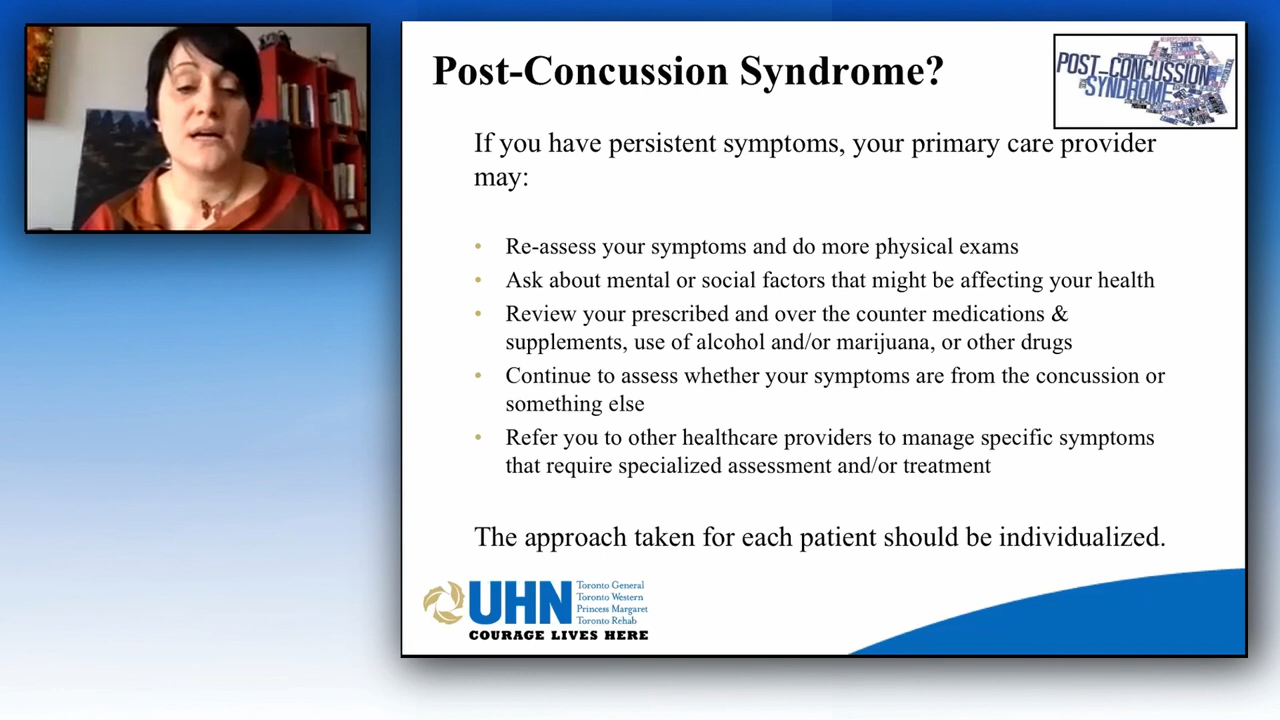 Post-Concussion Syndrome?
POST-CONCUSSION
SYNDROME
If you have persistent symptoms, your primary care provider
may:
• Re-assess your symptoms and do more physical exams
• Ask about mental or social factors that might be affecting your health
• Review your prescribed and over the counter medications &
supplements, use of alcohol and/or marijuana, or other drugs
• Continue to assess whether your symptoms are from the concussion or
something else
• Refer you to other healthcare providers to manage specific symptoms
that require specialized assessment and/or treatment
The approach taken for each patient should be individualized.
UHN
Toronto General
Toronto Western
Princess Margaret
Toronto Rehab
COURAGE LIVES HERE